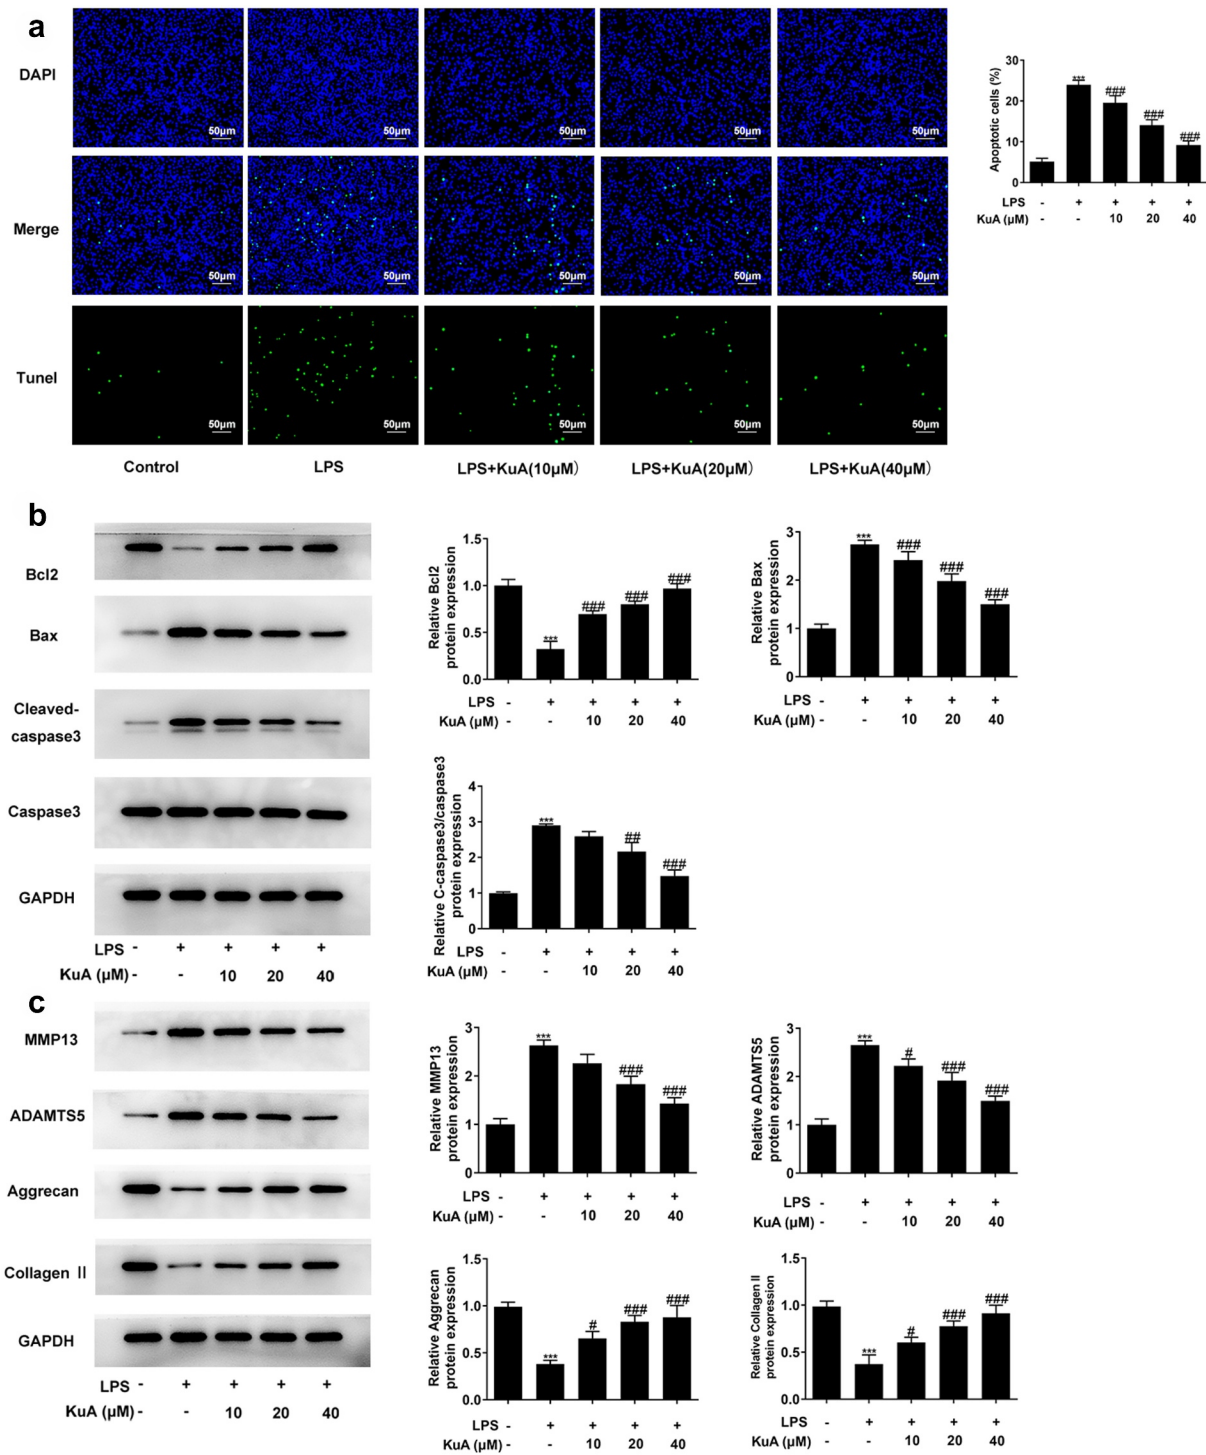 a
DAPI
50μm 50μm 50μm 50μm 50μm
Merge
50μm 50μm 50μm 50μm 50μm
Tunel
50μm 50μm 50μm 50μm 50μm
Control LPS LPS+KuA(10μM) LPS+KuA(20μM) LPS+KuA(40μM)
Apoptotic cells (%)
30
20
10
0
*** ### ### ###
LPS - + + + +
KuA (μM) - - 10 20 40
b
Bcl2
Bax
Cleaved-
caspase3
Caspase3
GAPDH
LPS - + + + +
KuA (μM) - - 10 20 40
Relative Bcl2
protein expression
1.5
1.0
0.5
0.0
*** ### ### ###
LPS - + + + +
KuA (μM) - - 10 20 40
Relative Bax
protein expression
3
2
1
0
*** ### ### ###
LPS - + + + +
KuA (μM) - - 10 20 40
Relative C-caspase3/caspase3
protein expression
4
3
2
1
0
*** ## ###
LPS - + + + +
KuA (μM) - - 10 20 40
c
MMP13
ADAMTS5
Aggrecan
Collagen II
GAPDH
LPS - + + + +
KuA (μM) - - 10 20 40
Relative MMP13
protein expression
3
2
1
0
*** ### ###
LPS - + + + +
KuA (μM) - - 10 20 40
Relative ADAMTS5
protein expression
3
2
1
0
*** # ### ###
LPS - + + + +
KuA (μM) - - 10 20 40
Relative Aggrecan
protein expression
1.5
1.0
0.5
0.0
*** # ### ###
LPS - + + + +
KuA (μM) - - 10 20 40
Relative Collagen II
protein expression
1.5
1.0
0.5
0.0
*** # ### ###
LPS - + + + +
KuA (μM) - - 10 20 40